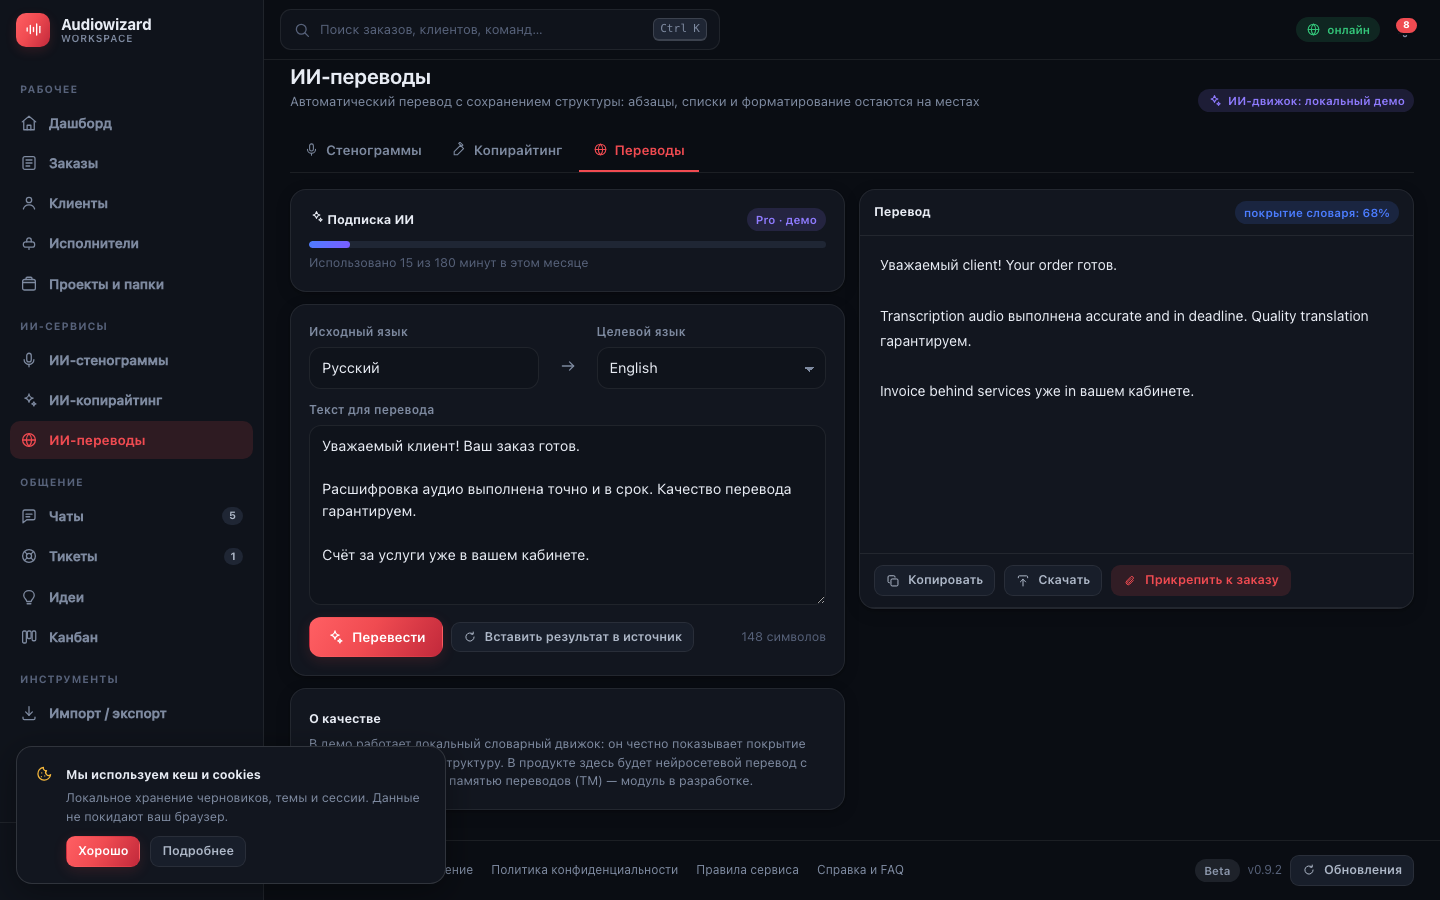 Audiowizard
WORKSPACE
Поиск заказов, клиентов, команд...
Ctrl K
онлайн
8
РАБОЧЕЕ
Дашборд
Заказы
Клиенты
Исполнители
Проекты и папки
ИИ-СЕРВИСЫ
ИИ-стенограммы
ИИ-копирайтинг
ИИ-переводы
ОБЩЕНИЕ
Чаты
5
Тикеты
1
Идеи
Канбан
ИНСТРУМЕНТЫ
Импорт / экспорт
ИИ-переводы
Автоматический перевод с сохранением структуры: абзацы, списки и форматирование остаются на местах
ИИ-движок: локальный демо
Стенограммы
Копирайтинг
Переводы
Подписка ИИ
Pro · демо
Использовано 15 из 180 минут в этом месяце
Исходный язык
Целевой язык
Русский
English
Текст для перевода
Уважаемый клиент! Ваш заказ готов.
Расшифровка аудио выполнена точно и в срок. Качество перевода
гарантируем.
Счёт за услуги уже в вашем кабинете.
Перевести
Вставить результат в источник
148 символов
О качестве
В демо работает локальный словарный движок: он честно показывает покрытие
труктуру. В продукте здесь будет нейросетевой перевод с
памятью переводов (TM) — модуль в разработке.
Перевод
покрытие словаря: 68%
Уважаемый client! Your order готов.
Transcription audio выполнена accurate and in deadline. Quality translation
гарантируем.
Invoice behind services уже in вашем кабинете.
Копировать
Скачать
Прикрепить к заказу
Мы используем кеш и cookies
Локальное хранение черновиков, темы и сессии. Данные
не покидают ваш браузер.
Хорошо
Подробнее
ение
Политика конфиденциальности
Правила сервиса
Справка и FAQ
Beta
v0.9.2
Обновления